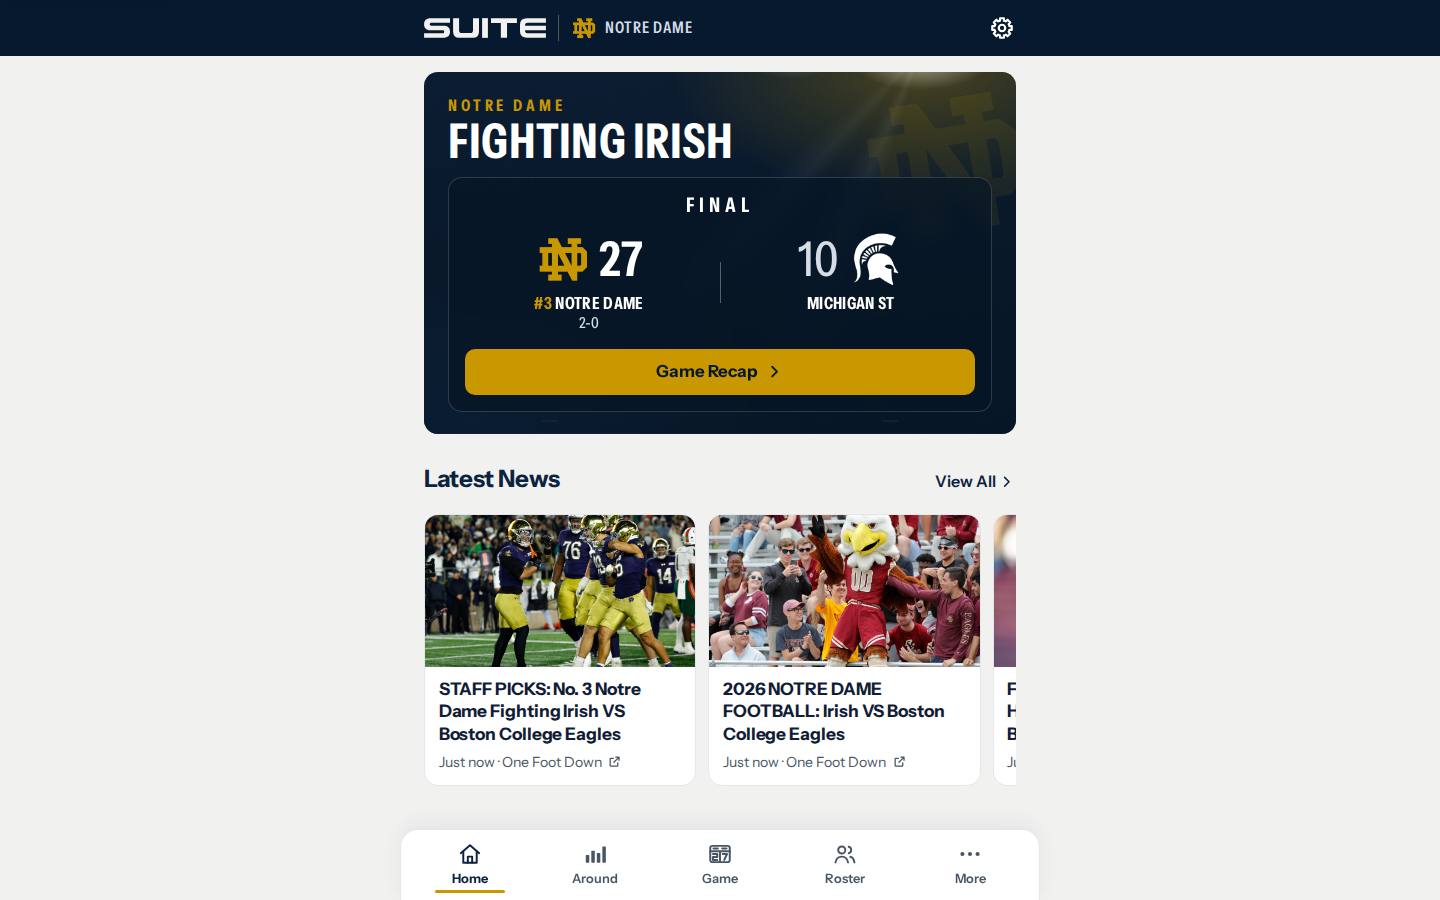 SUITE
NOTRE DAME
NOTRE DAME
FIGHTING IRISH
FINAL
27
10
#3 NOTRE DAME
MICHIGAN ST
2-0
Game Recap
Latest News
View All
76
14
EAGLES
STAFF PICKS: No. 3 Notre
Dame Fighting Irish VS
Boston College Eagles
Just now · One Foot Down
2026 NOTRE DAME
FOOTBALL: Irish VS Boston
College Eagles
Just now · One Foot Down
F
H
B
Home
Around
Game
Roster
More